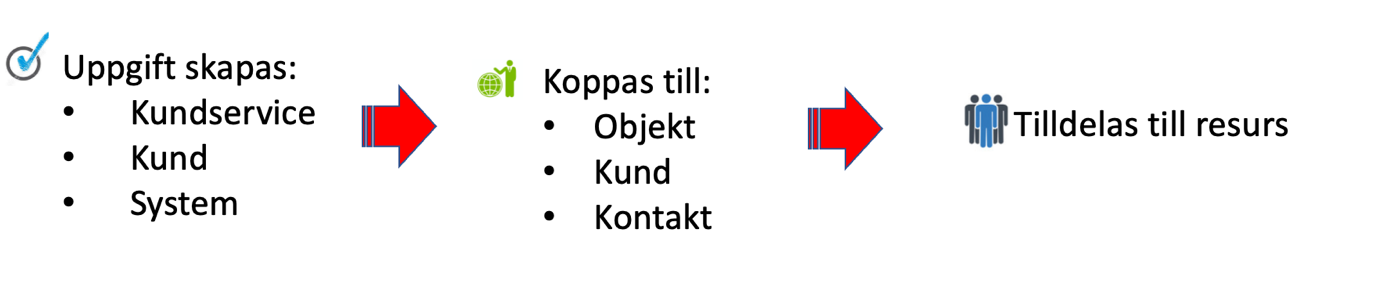 Uppgift skapas:
• Kundservice
• Kund
• System
Koppas till:
• Objekt
• Kund
• Kontakt
Tilldelas till resurs